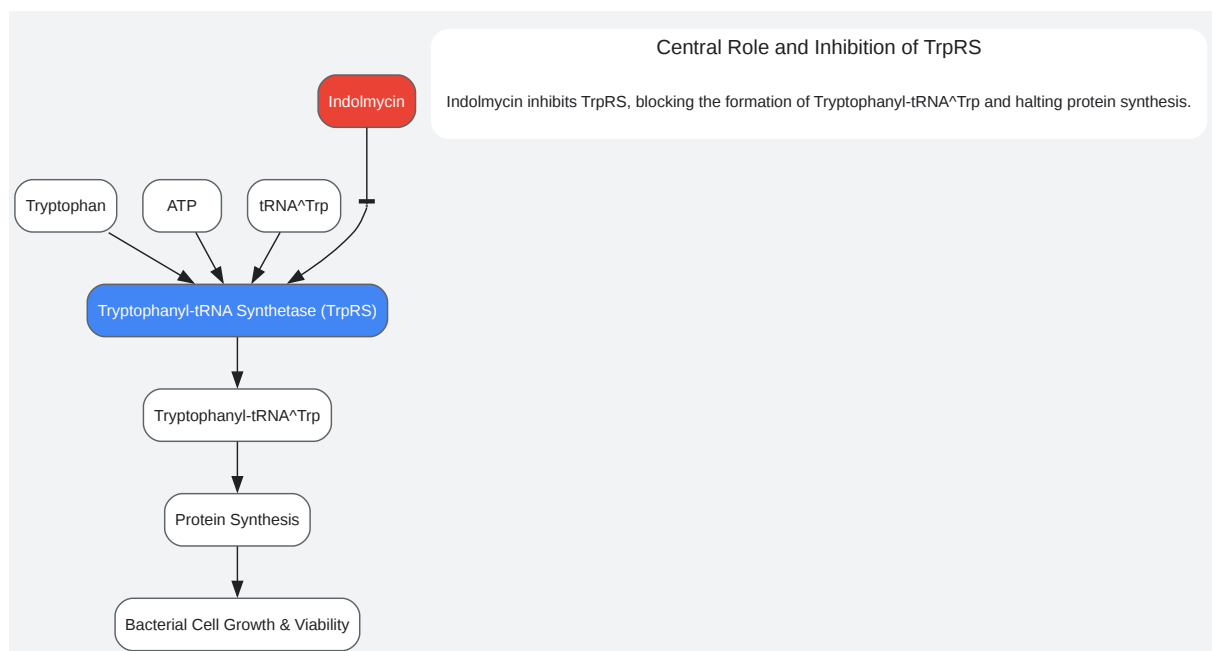 Central Role and Inhibition of TrpRS
Indolmycin
Indolmycin inhibits TrpRS, blocking the formation of Tryptophanyl-tRNA^Trp and halting protein synthesis.
Tryptophan
ATP
tRNA^Trp
Tryptophanyl-tRNA Synthetase (TrpRS)
Tryptophanyl-tRNA^Trp
Protein Synthesis
Bacterial Cell Growth & Viability